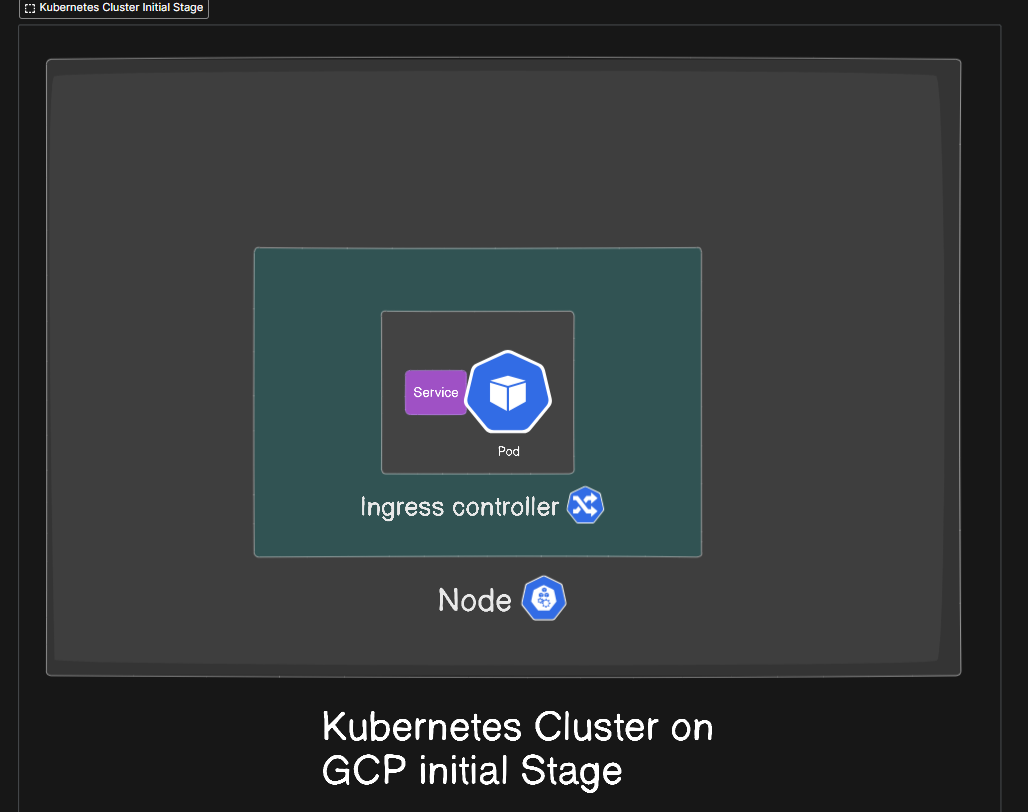 Kubernetes Cluster Initial Stage
Service
Pod
Ingress controller
Node
Kubernetes Cluster on
GCP initial Stage